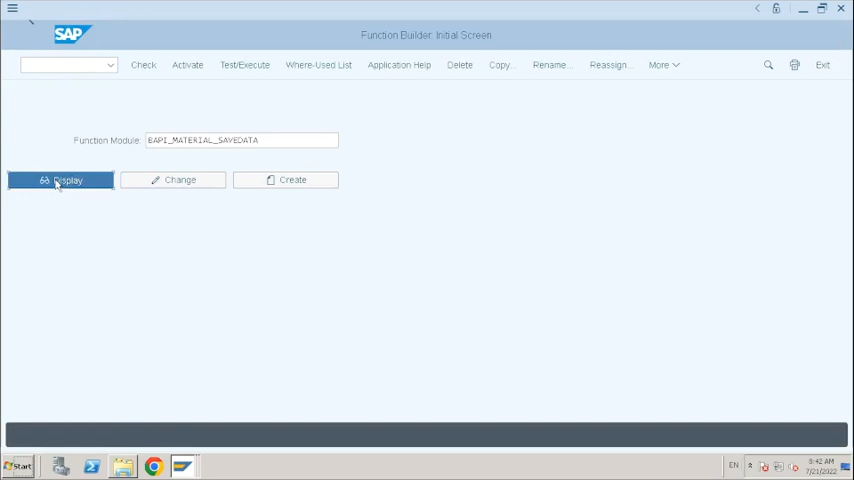 SAP
Function Builder: Initial Screen
Check Activate Test/Execute Where-Used List Application Help Delete Copy... Rename... Reassign... More Exit
Function Module: BAPI_MATERIAL_SAVEDATA
Display Change Create
Start EN 9:42 AM
7/21/2022